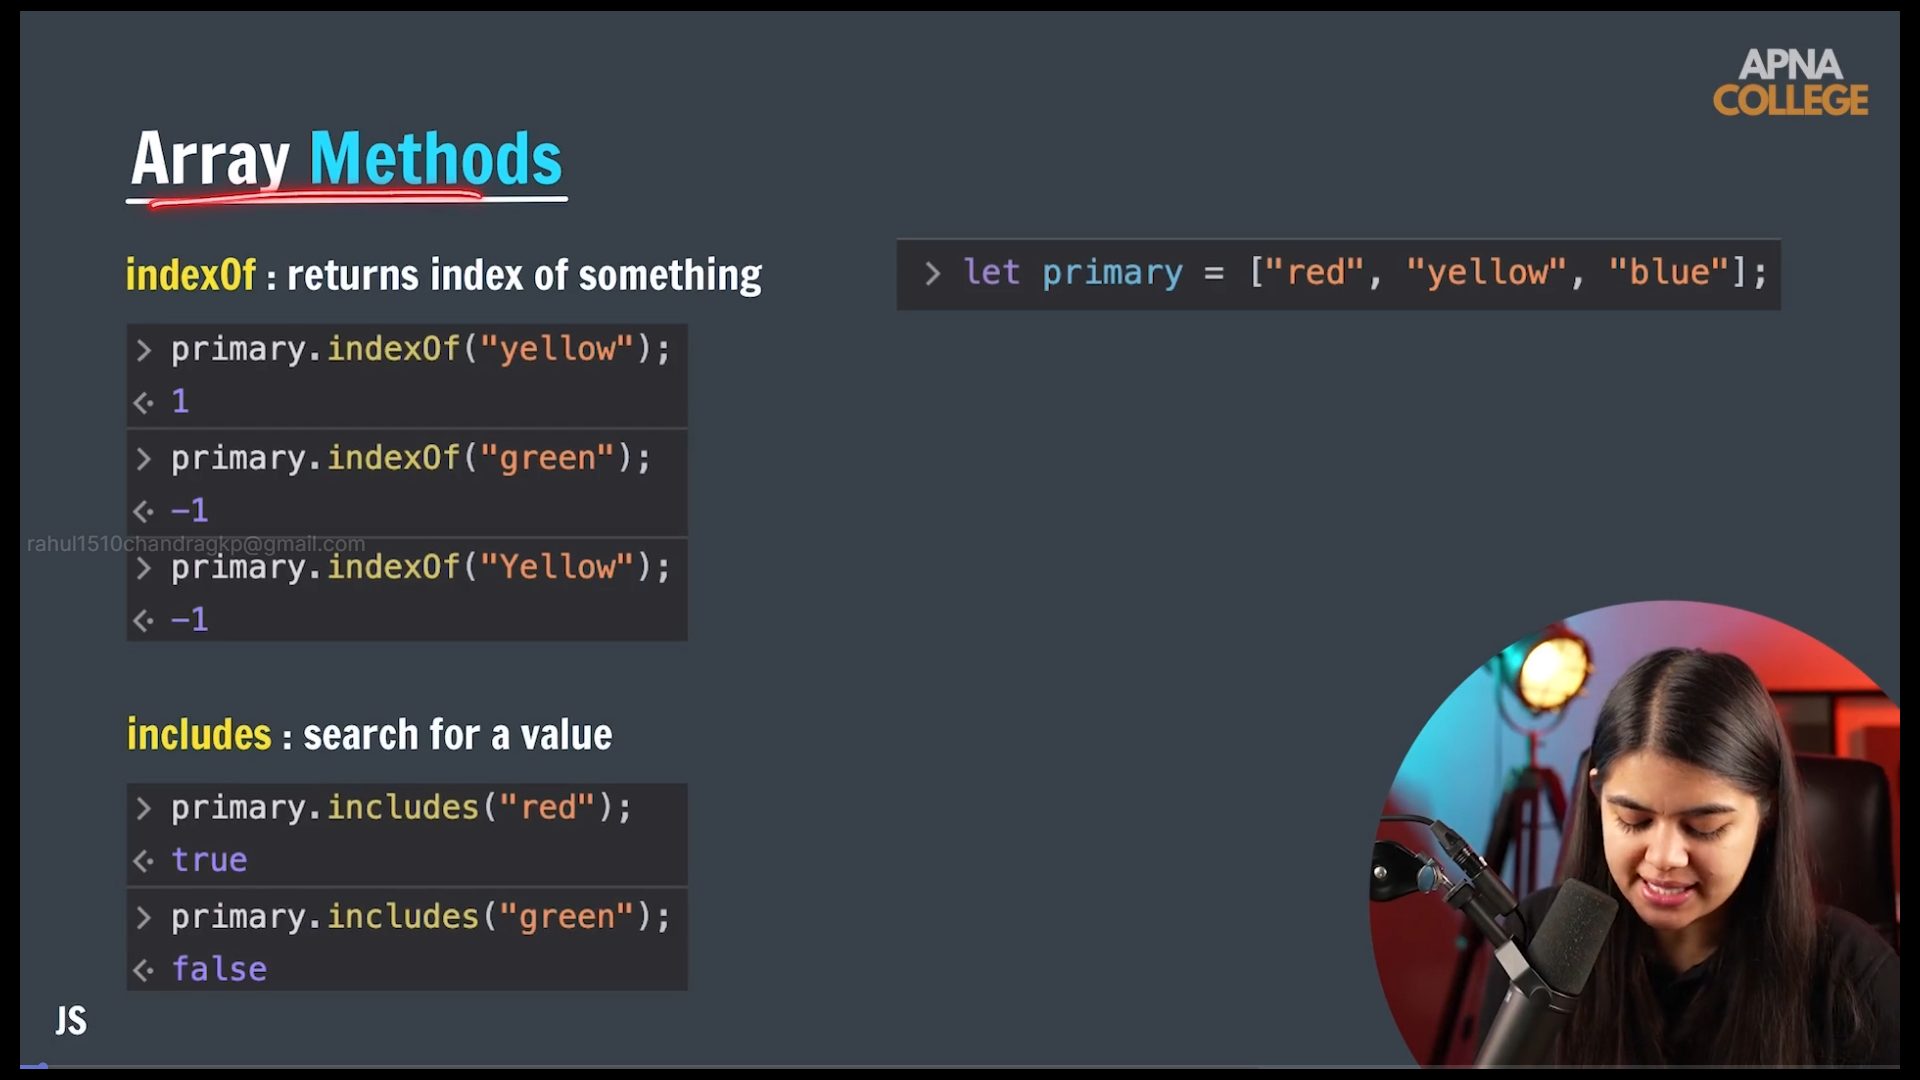 APNA
COLLEGE
Array Methods
indexOf : returns index of something
> let primary = ["red", "yellow", "blue"];
> primary.indexOf("yellow");
<· 1
> primary.indexOf("green");
<· -1
rahul1510chandragkp@gmail.com
> primary.indexOf("Yellow");
<· -1
includes : search for a value
> primary.includes("red");
<· true
> primary.includes("green");
<· false
JS